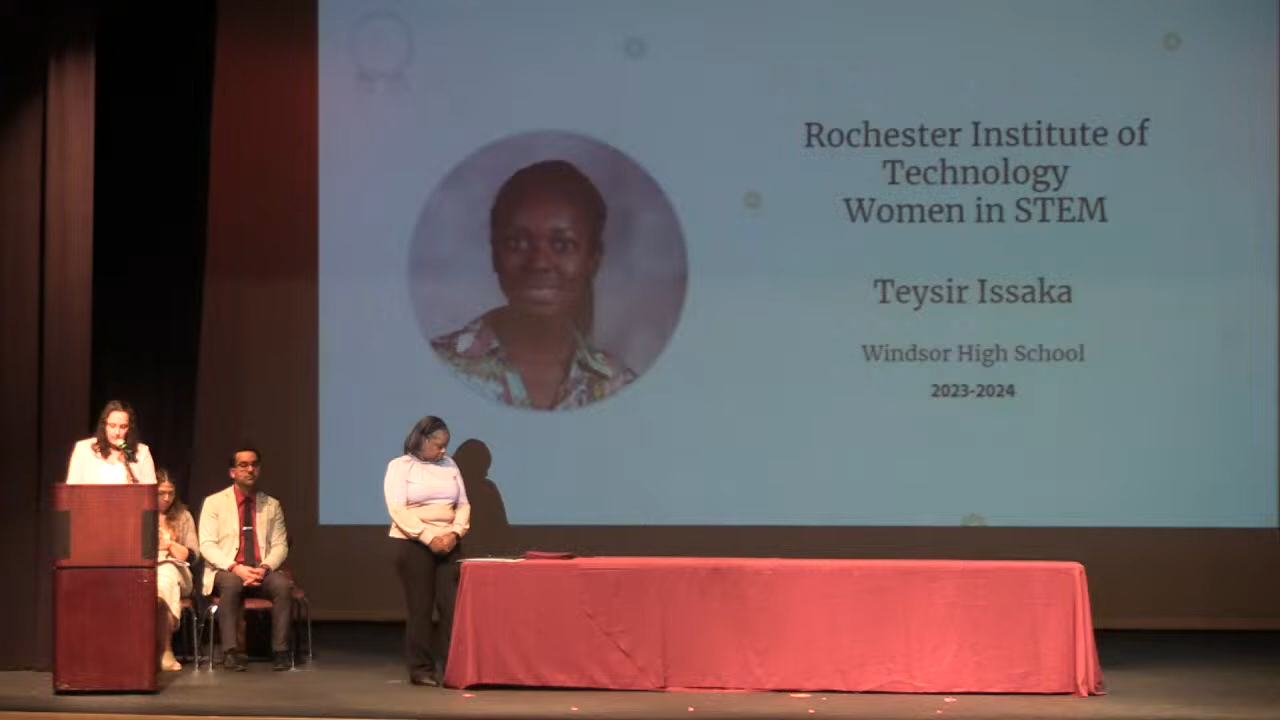 Rochester Institute of
Technology
Women in STEM
Teysir Issaka
Windsor High School
2023-2024